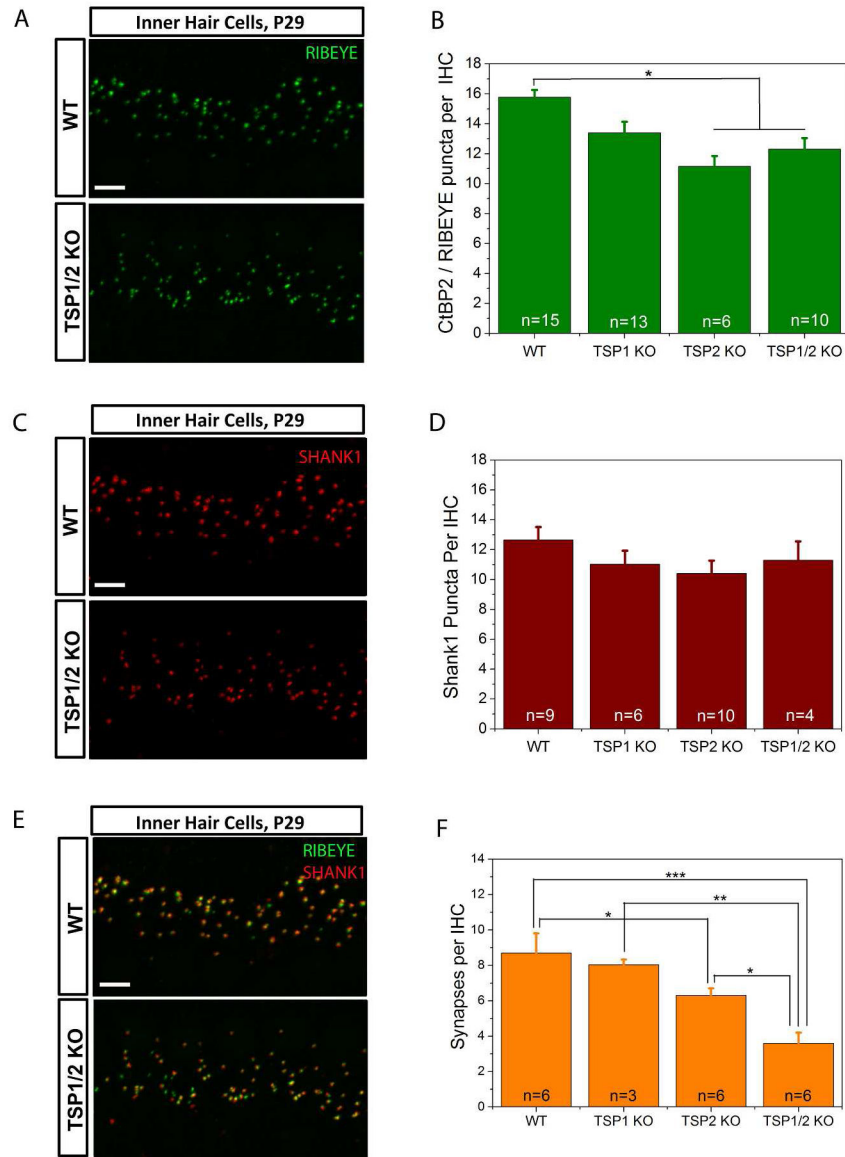 A
Inner Hair Cells, P29
RIBEYE
WT
TSP1/2 KO
B
CtBP2 / RIBEYE puncta per IHC
18
16
14
12
10
8
6
4
2
0
*
n=15
n=13
n=6
n=10
WT
TSP1 KO
TSP2 KO
TSP1/2 KO
C
Inner Hair Cells, P29
SHANK1
WT
TSP1/2 KO
D
Shank1 Puncta Per IHC
18
16
14
12
10
8
6
4
2
0
n=9
n=6
n=10
n=4
WT
TSP1 KO
TSP2 KO
TSP1/2 KO
E
Inner Hair Cells, P29
RIBEYE
SHANK1
WT
TSP1/2 KO
F
Synapses per IHC
14
12
10
8
6
4
2
0
***
**
*
*
n=6
n=3
n=6
n=6
WT
TSP1 KO
TSP2 KO
TSP1/2 KO